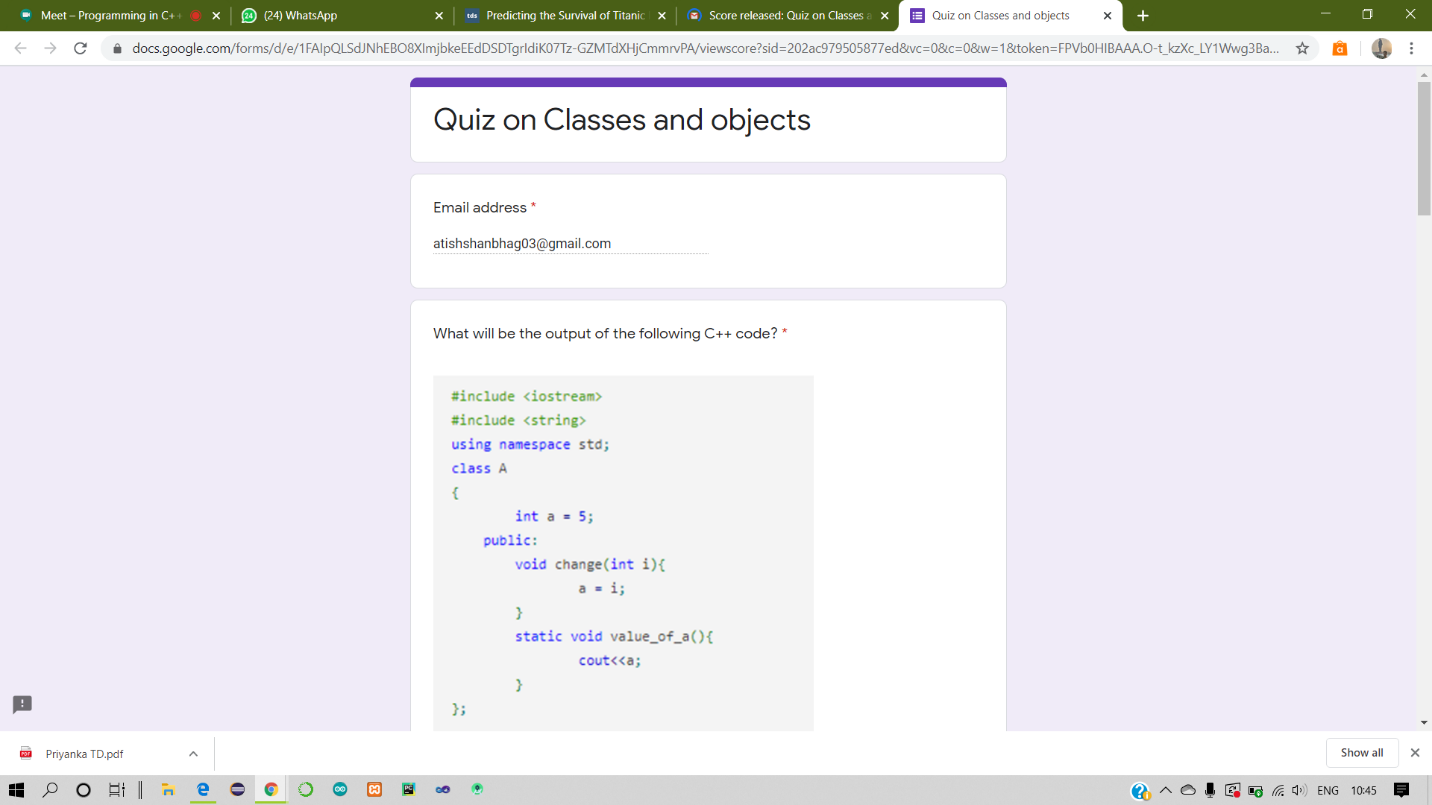 Meet – Programming in C+
(24) WhatsApp
tds Predicting the Survival of Titanic
Score released: Quiz on Classes a
Quiz on Classes and objects
docs.google.com/forms/d/e/1FAIpQLSdJNhEBO8XlmjbkeEEdDSDTgrIdiK07Tz-GZMTdXHjCmmrvPA/viewscore?sid=202ac979505877ed&vc=0&c=0&w=1&token=FPVb0HIBAAA.O-t_kzXc_LY1Wwg3Ba...
Quiz on Classes and objects
Email address *
atishshanbhag03@gmail.com
What will be the output of the following C++ code? *
#include <iostream>
#include <string>
using namespace std;
class A
{
int a = 5;
public:
void change(int i){
a = i;
}
static void value_of_a(){
cout<<a;
}
};
Priyanka TD.pdf
Show all
ENG 10:45